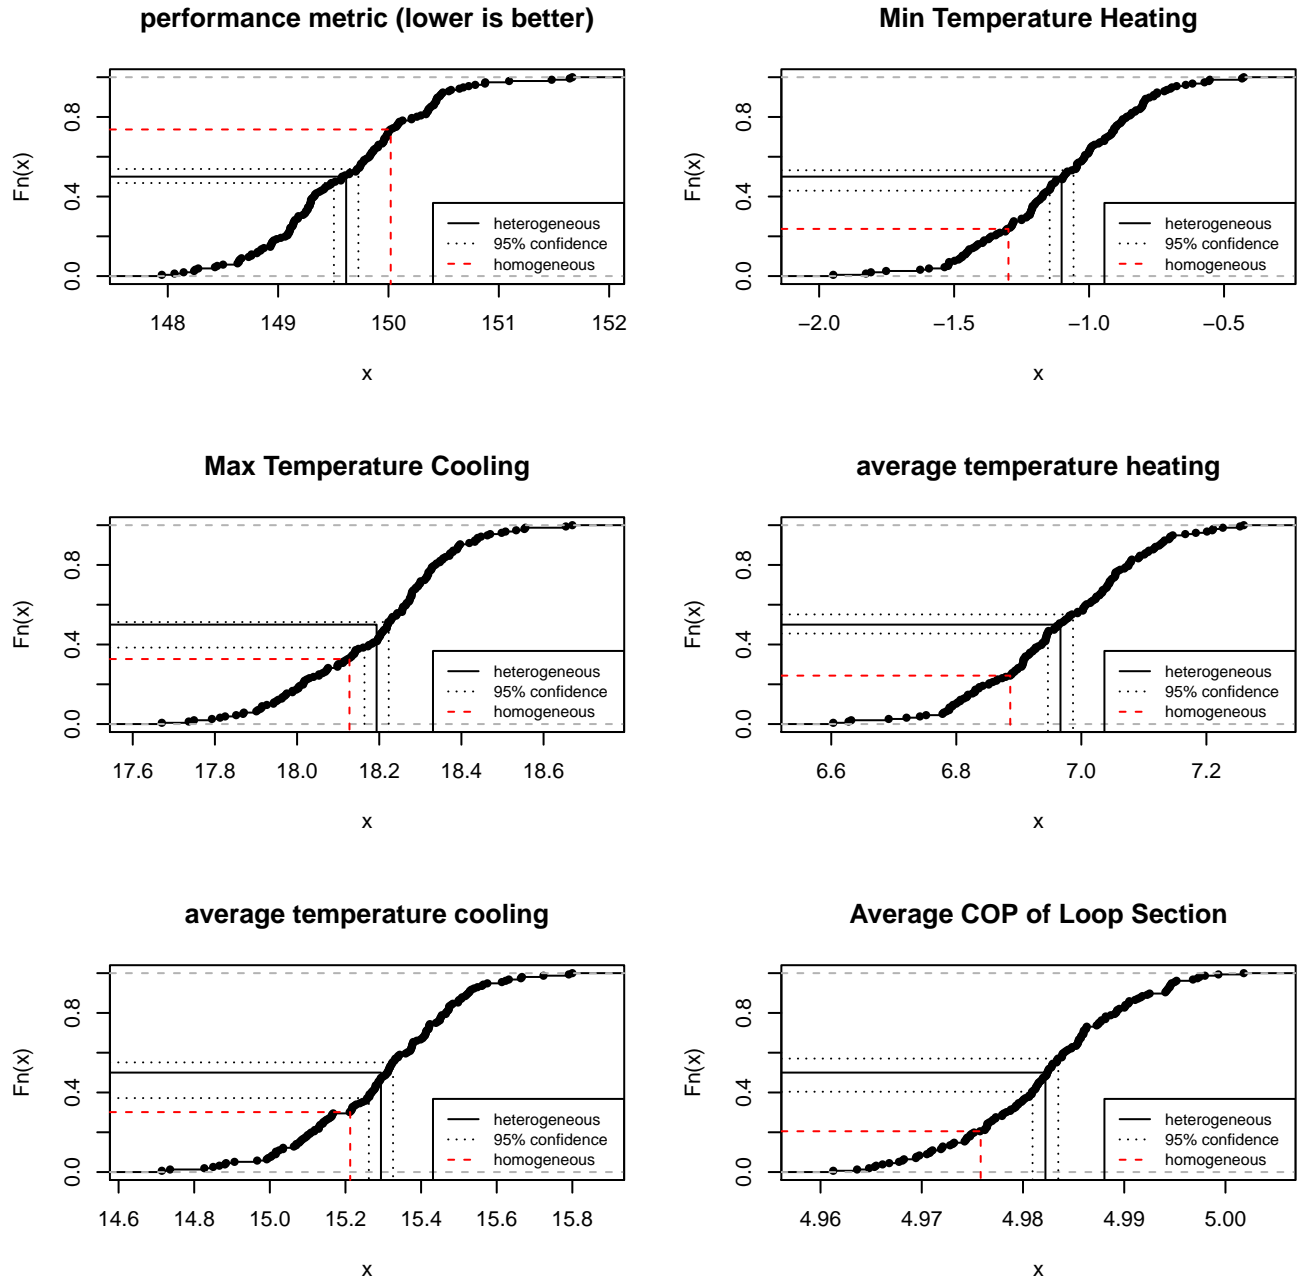 performance metric (lower is better)
Fn(x)
0.0 0.4 0.8
heterogeneous
95% confidence
homogeneous
148 149 150 151 152
x
Min Temperature Heating
Fn(x)
0.0 0.4 0.8
heterogeneous
95% confidence
homogeneous
−2.0 −1.5 −1.0 −0.5
x
Max Temperature Cooling
Fn(x)
0.0 0.4 0.8
heterogeneous
95% confidence
homogeneous
17.6 17.8 18.0 18.2 18.4 18.6
x
average temperature heating
Fn(x)
0.0 0.4 0.8
heterogeneous
95% confidence
homogeneous
6.6 6.8 7.0 7.2
x
average temperature cooling
Fn(x)
0.0 0.4 0.8
heterogeneous
95% confidence
homogeneous
14.6 14.8 15.0 15.2 15.4 15.6 15.8
x
Average COP of Loop Section
Fn(x)
0.0 0.4 0.8
heterogeneous
95% confidence
homogeneous
4.96 4.97 4.98 4.99 5.00
x